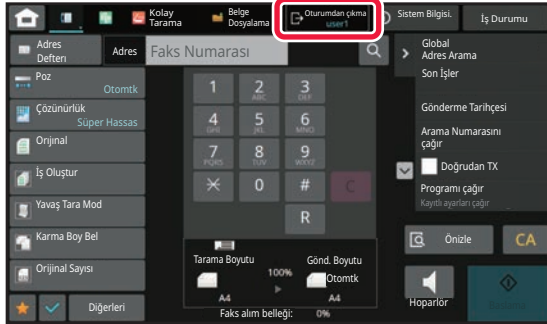 Kolay
Tarama
Belge
Dosyalama
Oturumdan çıkma
user1
Sistem Bilgisi.
İş Durumu
Adres
Defteri
Adres
Faks Numarası
Global
Adres Arama
Son İşler
Gönderme Tarihçesi
Arama Numarasını
çağır
Doğrudan TX
Programı çağır
Kayıtlı ayarları çağır
Poz
Otomtk
Çözünürlük
Süper Hassas
Orijinal
İş Oluştur
Yavaş Tara Mod
Karma Boy Bel
Orijinal Sayısı
Diğerleri
1
2
ABC
3
DEF
4
GHI
5
JKL
6
MNO
7
PQRS
8
TUV
9
WXYZ
0
#
C
R
Tarama Boyutu
Gönd. Boyutu
100%
Otomtk
A4
A4
Faks alım belleği:
0%
Önizle
CA
Hoparlör